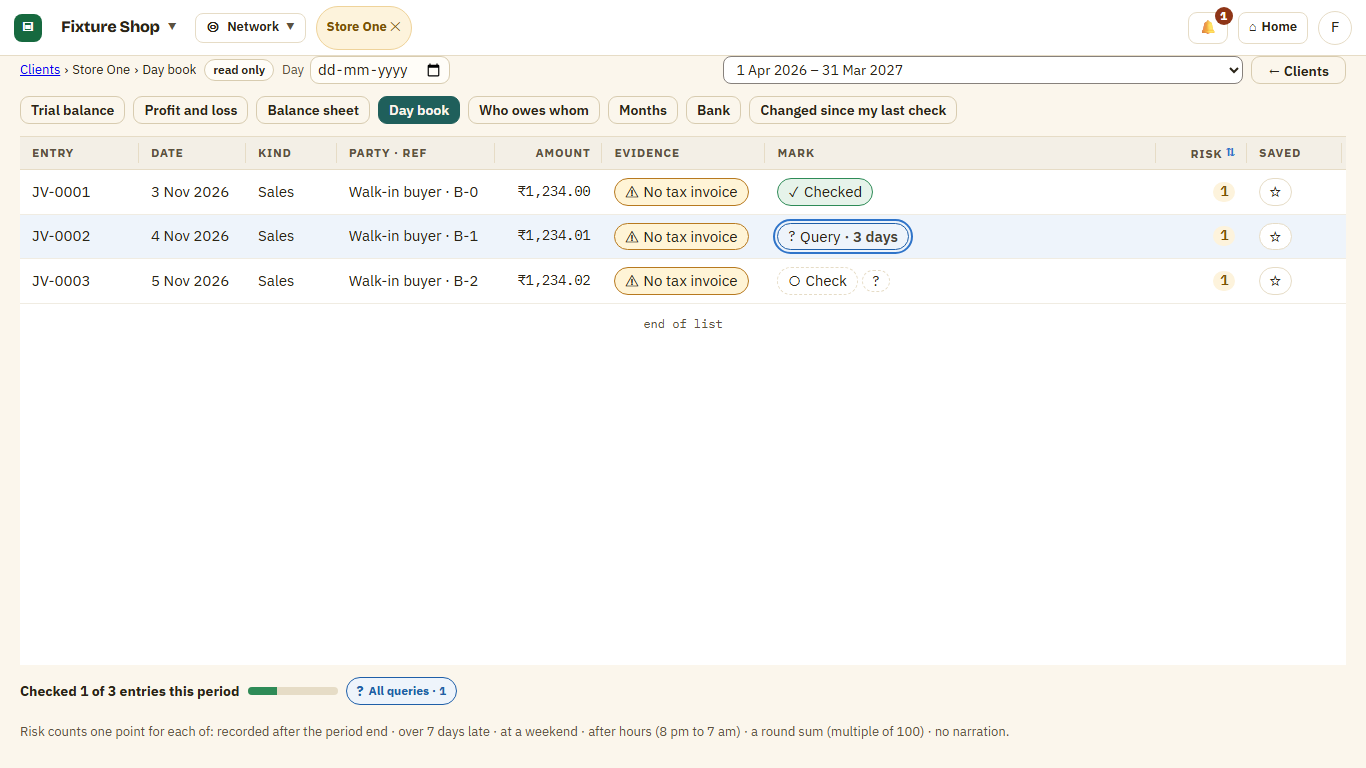 Fixture Shop ▼ Network ▼ Store One × 1 Home F
Clients › Store One › Day book read only Day dd-mm-yyyy 1 Apr 2026 – 31 Mar 2027 ← Clients
Trial balance Profit and loss Balance sheet Day book Who owes whom Months Bank Changed since my last check
ENTRY DATE KIND PARTY · REF AMOUNT EVIDENCE MARK RISK ⇅ SAVED
JV-0001 3 Nov 2026 Sales Walk-in buyer · B-0 ₹1,234.00 ⚠ No tax invoice ✓ Checked 1 ☆
JV-0002 4 Nov 2026 Sales Walk-in buyer · B-1 ₹1,234.01 ⚠ No tax invoice ? Query · 3 days 1 ☆
JV-0003 5 Nov 2026 Sales Walk-in buyer · B-2 ₹1,234.02 ⚠ No tax invoice ○ Check ? 1 ☆
end of list
Checked 1 of 3 entries this period ? All queries · 1
Risk counts one point for each of: recorded after the period end · over 7 days late · at a weekend · after hours (8 pm to 7 am) · a round sum (multiple of 100) · no narration.